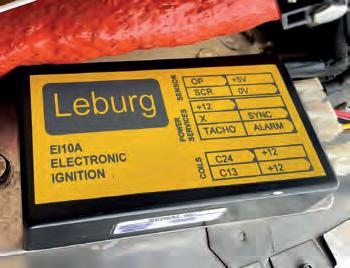 Leburg
EI10A
ELECTRONIC
IGNITION
SENSOR
OP +5V
SCR 0V
POWER
SERVICES
+12
X SYNC
TACHO ALARM
COILS
C24 +12
C13 +12